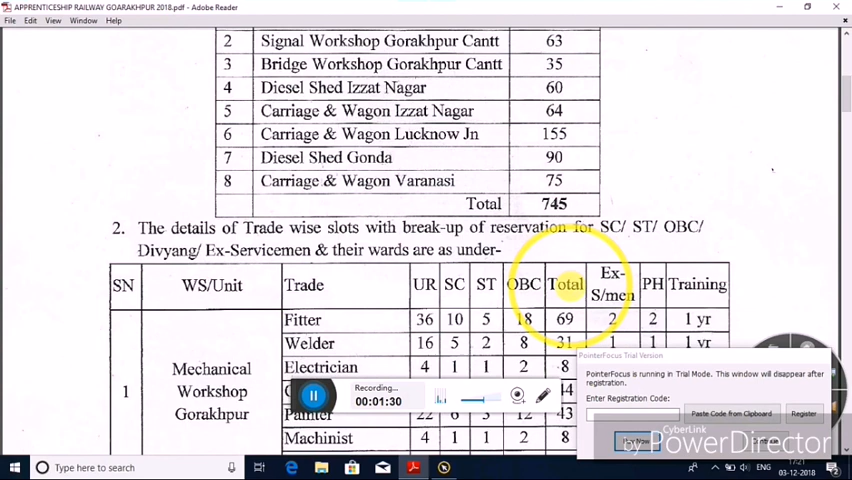 APPRENTICESHIP RAILWAY GOARAKHPUR 2018.pdf - Adobe Reader
File Edit View Window Help
2 Signal Workshop Gorakhpur Cantt 63
3 Bridge Workshop Gorakhpur Cantt 35
4 Diesel Shed Izzat Nagar 60
5 Carriage & Wagon Izzat Nagar 64
6 Carriage & Wagon Lucknow Jn 155
7 Diesel Shed Gonda 90
8 Carriage & Wagon Varanasi 75
Total 745
2. The details of Trade wise slots with break-up of reservation for SC/ ST/ OBC/
Divyang/ Ex-Servicemen & their wards are as under-
SN WS/Unit Trade UR SC ST OBC Total Ex-S/men PH Training
1 Mechanical Workshop Gorakhpur
Fitter 36 10 5 18 69 2 2 1 yr
Welder 16 5 2 8 31 1 1 1 yr
Electrician 4 1 1 2 8
Painter 22 6 3 12 43
Machinist 4 1 1 2 8
Recording...
00:01:30
PointerFocus Trial Version
PointerFocus is running in Trial Mode. This window will disappear after
registration.
Enter Registration Code:
Paste Code from Clipboard Register
Continue
CyberLink
by PowerDirector
Type here to search
ENG
17:21
03-12-2018
2